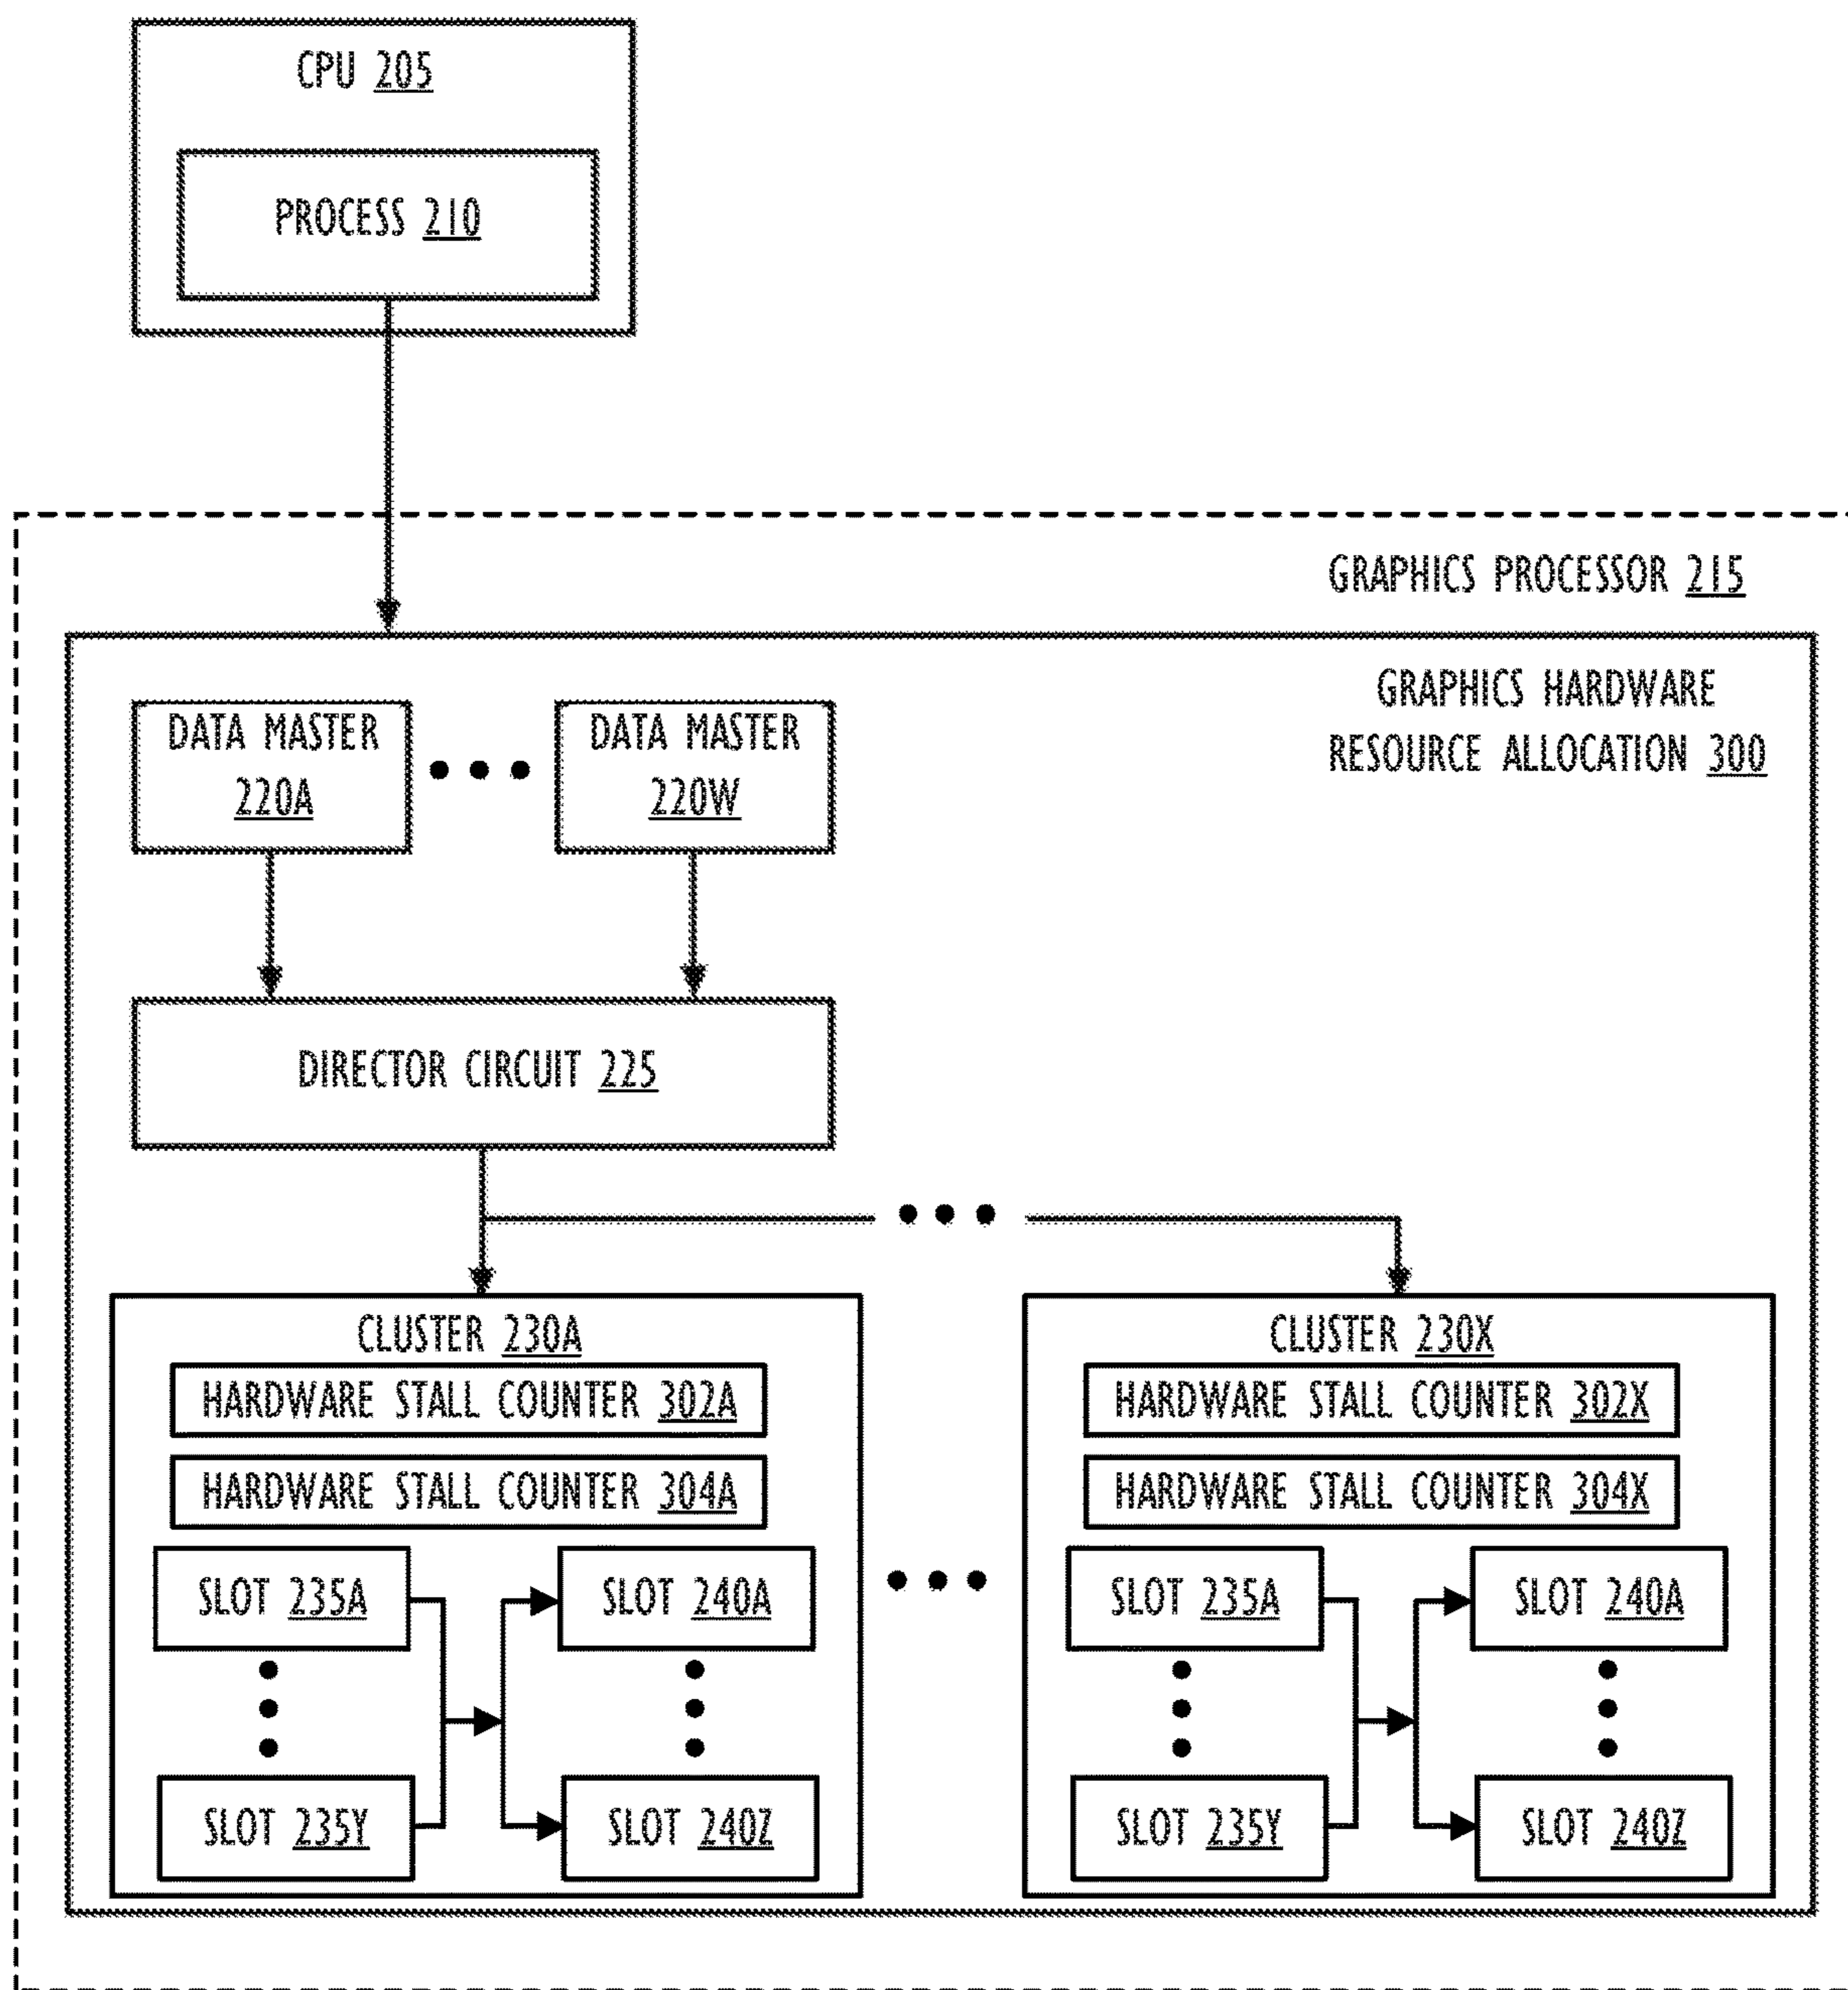 CPU 205
PROCESS 210
GRAPHICS PROCESSOR 215
GRAPHICS HARDWARE
RESOURCE ALLOCATION 300
DATA MASTER
220A
DATA MASTER
220W
DIRECTOR CIRCUIT 225
CLUSTER 230A
HARDWARE STALL COUNTER 302A
HARDWARE STALL COUNTER 304A
SLOT 235A
SLOT 240A
SLOT 235Y
SLOT 240Z
CLUSTER 230X
HARDWARE STALL COUNTER 302X
HARDWARE STALL COUNTER 304X
SLOT 235A
SLOT 240A
SLOT 235Y
SLOT 240Z